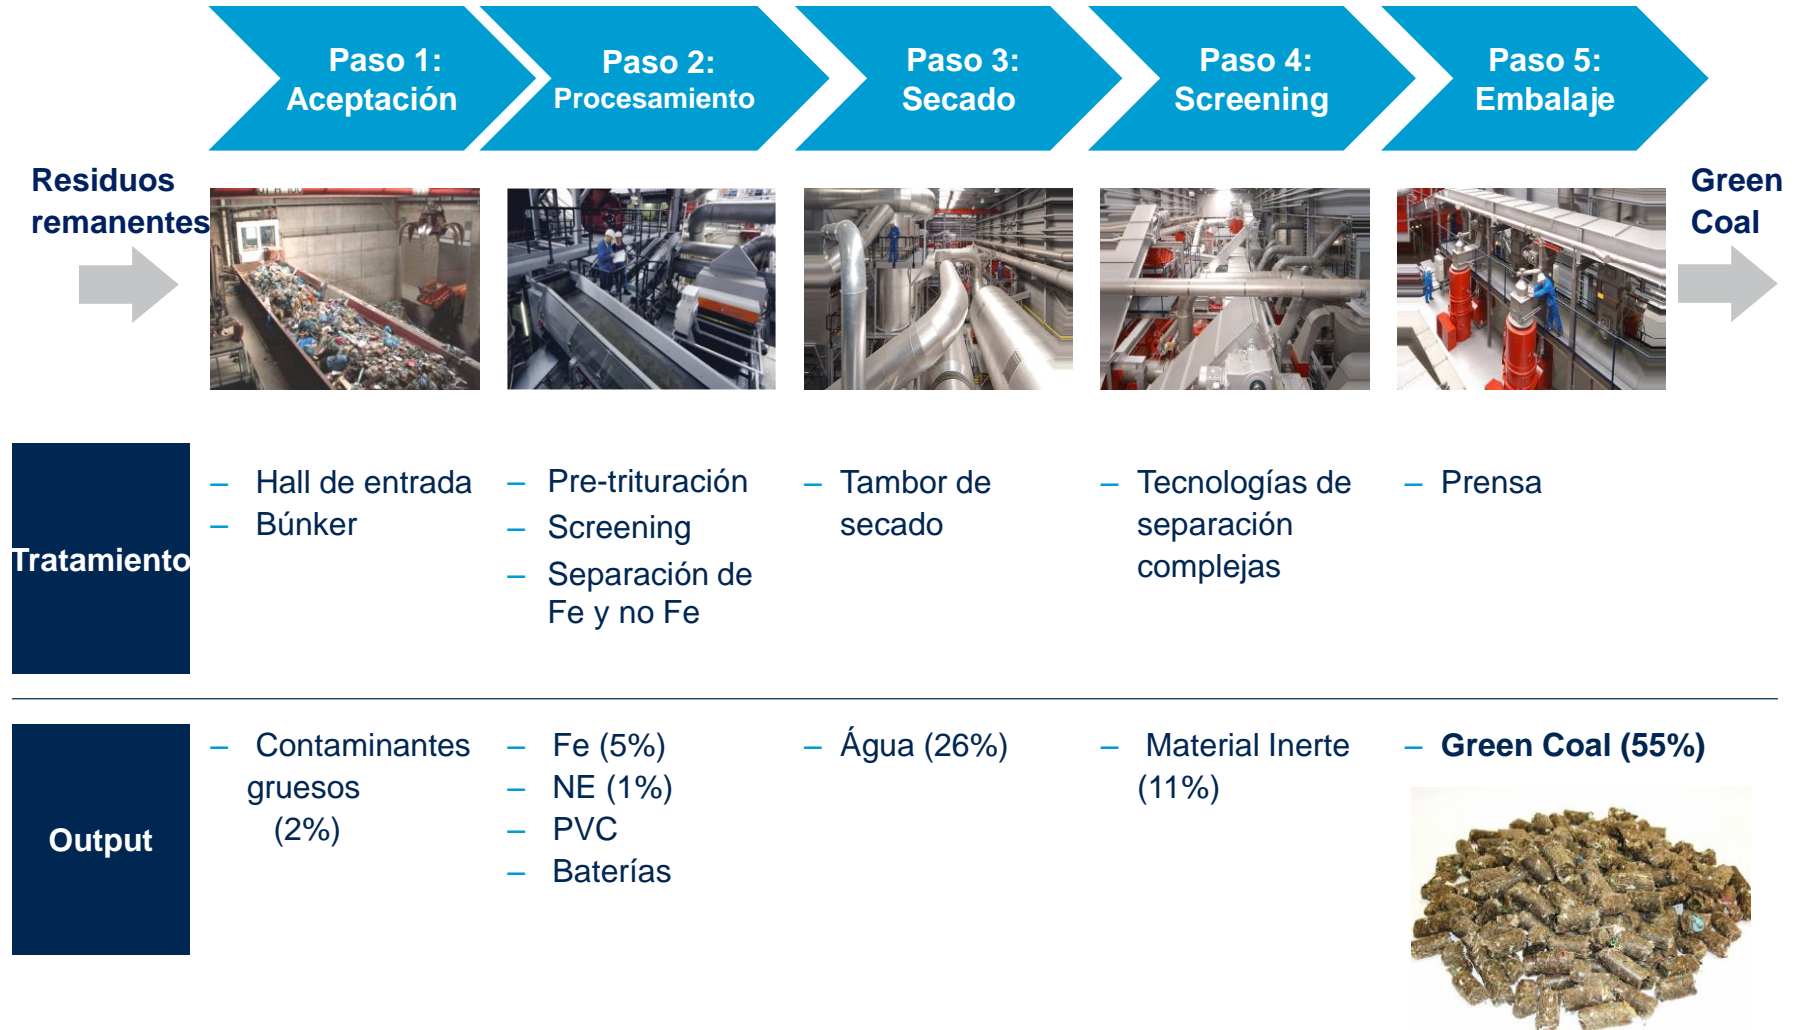 Paso 1:
Aceptación
Paso 2:
Procesamiento
Paso 3:
Secado
Paso 4:
Screening
Paso 5:
Embalaje
Residuos
remanentes
Green
Coal
Tratamiento
– Hall de entrada
– Búnker
– Pre-trituración
– Screening
– Separación de
Fe y no Fe
– Tambor de
secado
– Tecnologías de
separación
complejas
– Prensa
Output
– Contaminantes
gruesos
(2%)
– Fe (5%)
– NE (1%)
– PVC
– Baterías
– Água (26%)
– Material Inerte
(11%)
– Green Coal (55%)